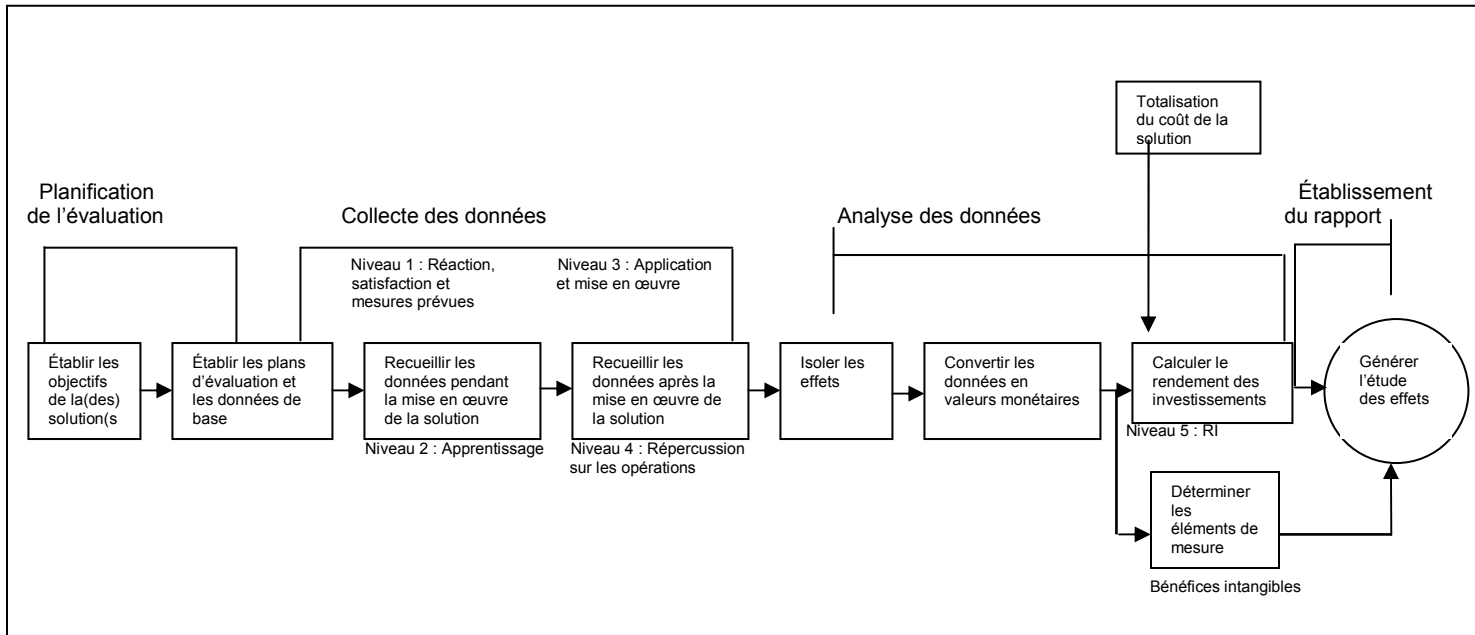 Totalisation
du coût de la
solution
Planification
de l’évaluation
Collecte des données
Analyse des données
Établissement
du rapport
Niveau 1 : Réaction,
satisfaction et
mesures prévues
Niveau 3 : Application
et mise en œuvre
Établir les
objectifs
de la(des)
solution(s
Établir les plans
d’évaluation et
les données de
base
Recueillir les
données pendant
la mise en œuvre
de la solution
Recueillir les
données après la
mise en œuvre de
la solution
Isoler les
effets
Convertir les
données en
valeurs monétaires
Calculer le
rendement des
investissements
Générer
l’étude
des effets
Niveau 2 : Apprentissage
Niveau 4 : Répercussion
sur les opérations
Niveau 5 : RI
Déterminer
les
éléments de
mesure
Bénéfices intangibles